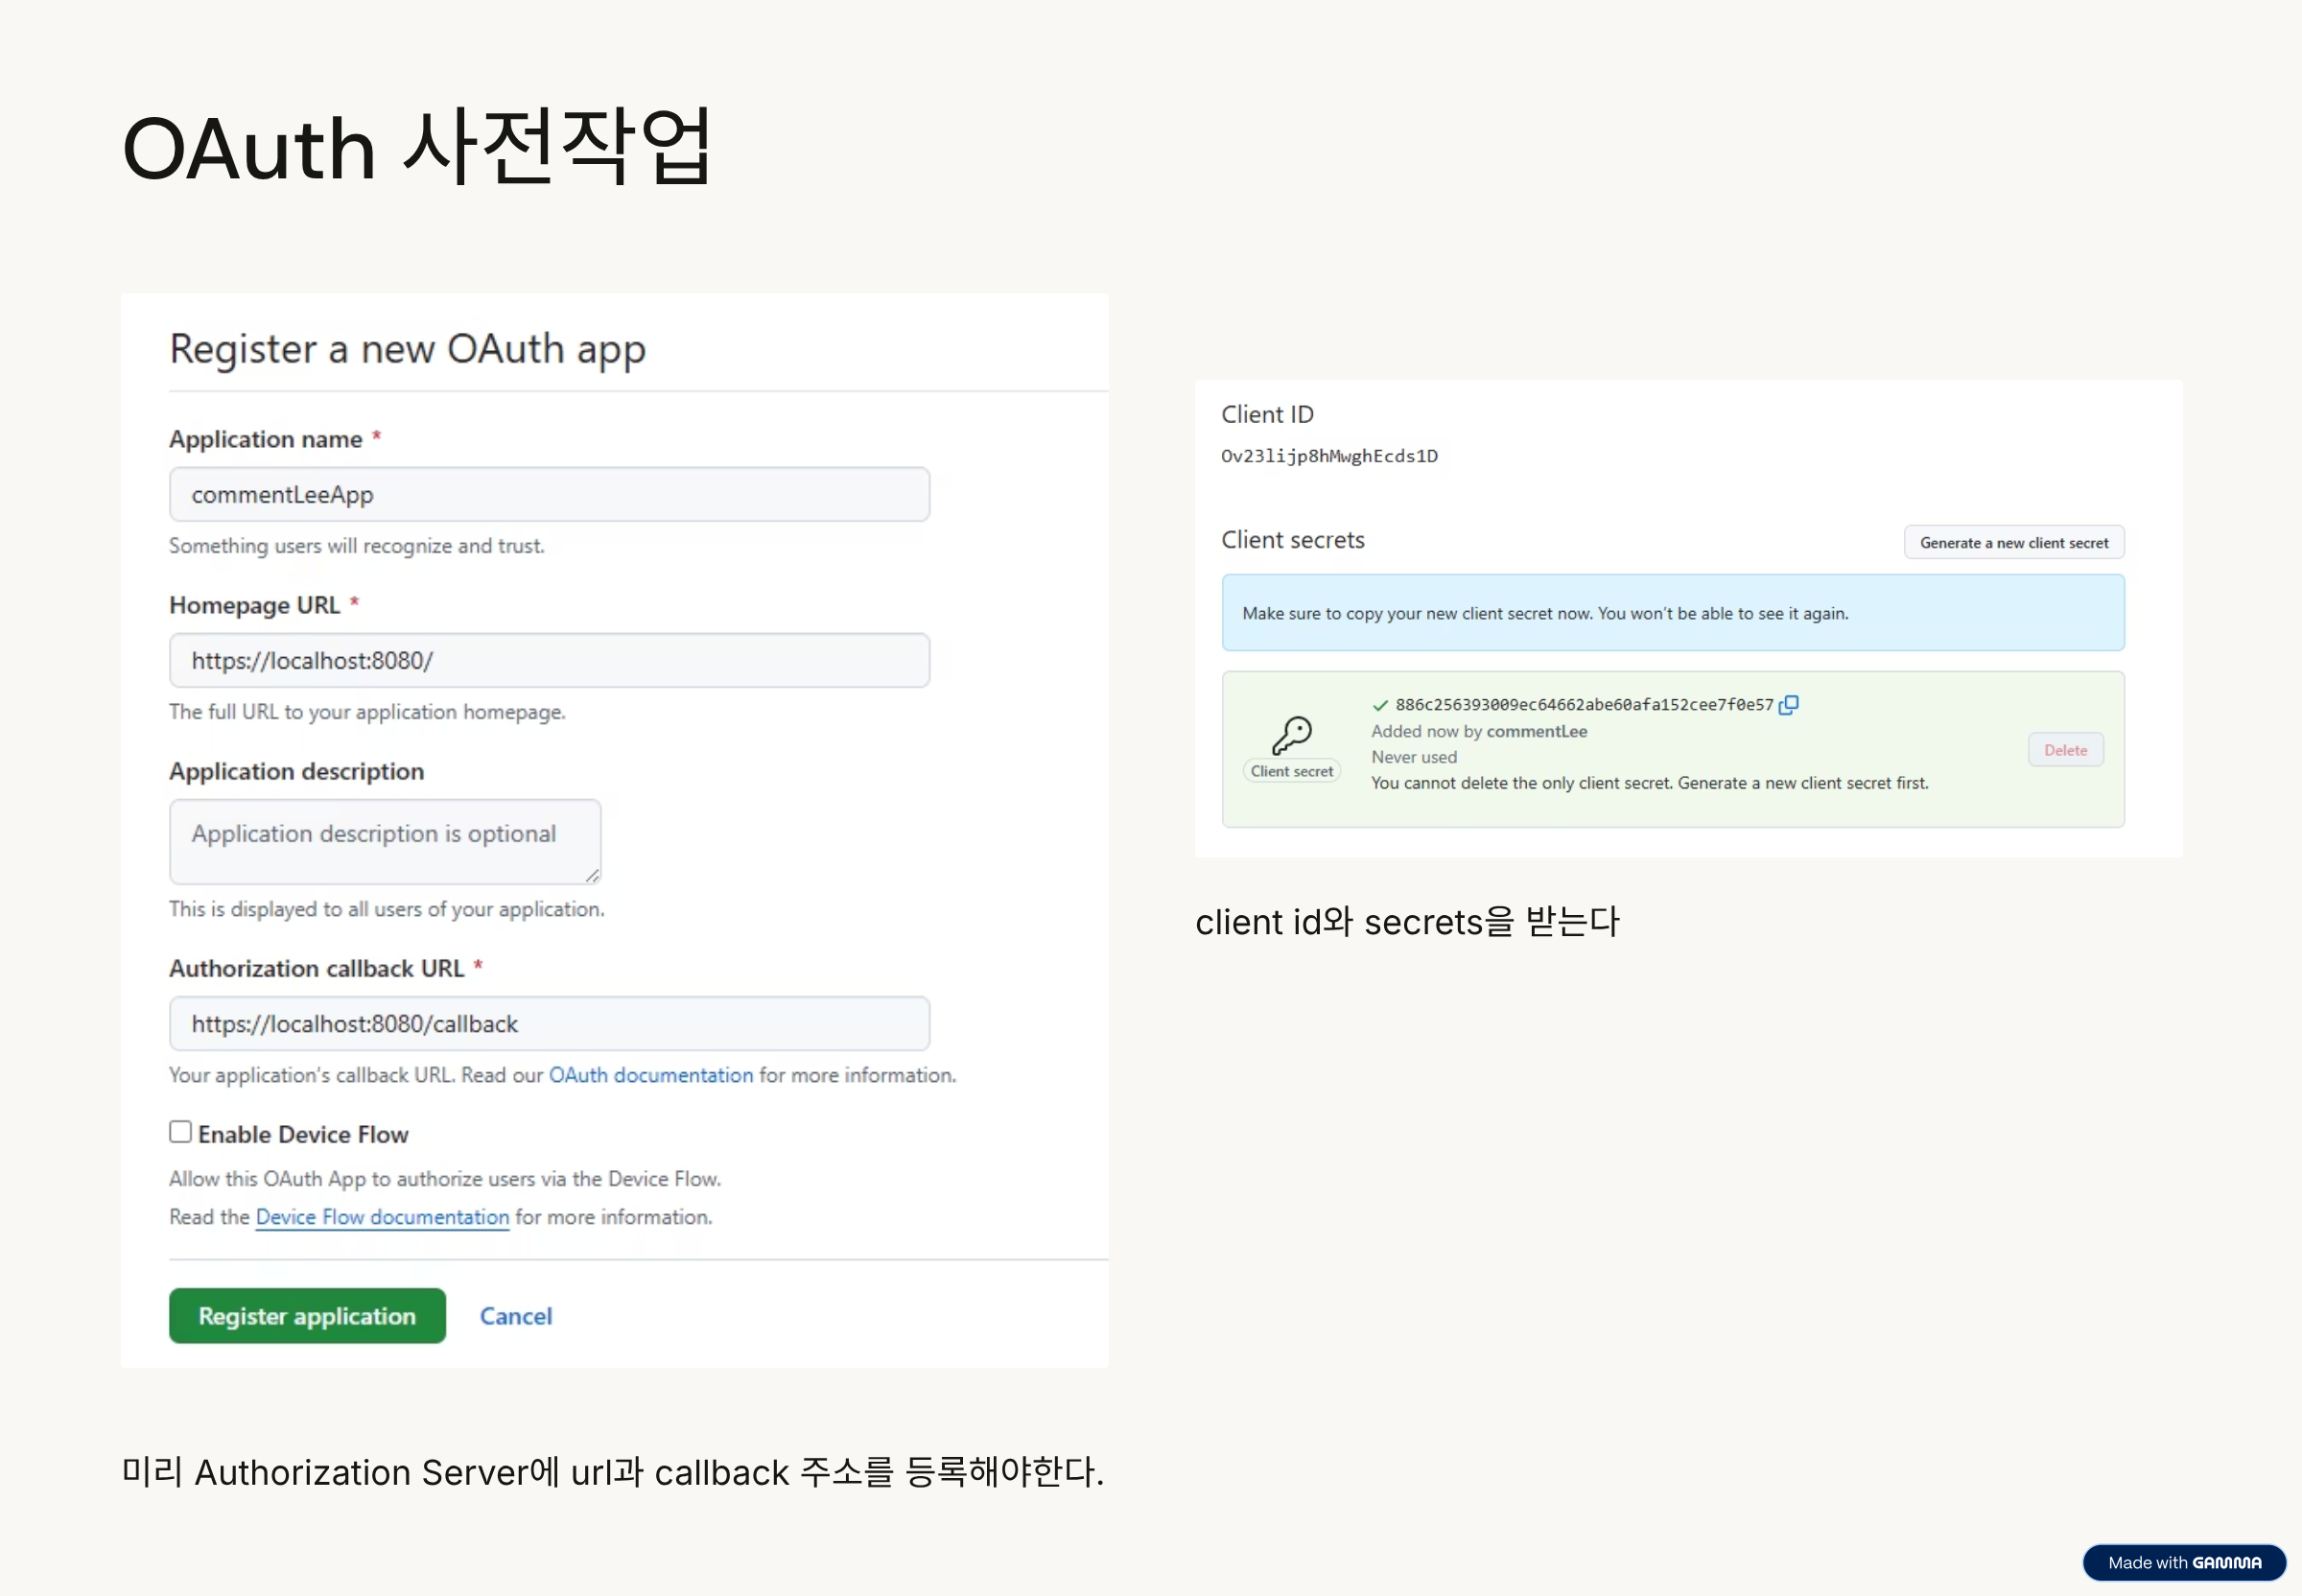 OAuth 사전작업
Register a new OAuth app
Application name *
commentLeeApp
Something users will recognize and trust.
Homepage URL *
https://localhost:8080/
The full URL to your application homepage.
Application description
Application description is optional
This is displayed to all users of your application.
Authorization callback URL *
https://localhost:8080/callback
Your application's callback URL. Read our OAuth documentation for more information.
Enable Device Flow
Allow this OAuth App to authorize users via the Device Flow.
Read the Device Flow documentation for more information.
Register application
Cancel
미리 Authorization Server에 url과 callback 주소를 등록해야한다.
Client ID
Ov23lijp8hMwghEcds1D
Client secrets
Generate a new client secret
Make sure to copy your new client secret now. You won't be able to see it again.
886c256393009ec64662abe60afa152cee7f0e57
Added now by commentLee
Never used
You cannot delete the only client secret. Generate a new client secret first.
Client secret
Delete
client id와 secrets을 받는다
Made with GAMMA